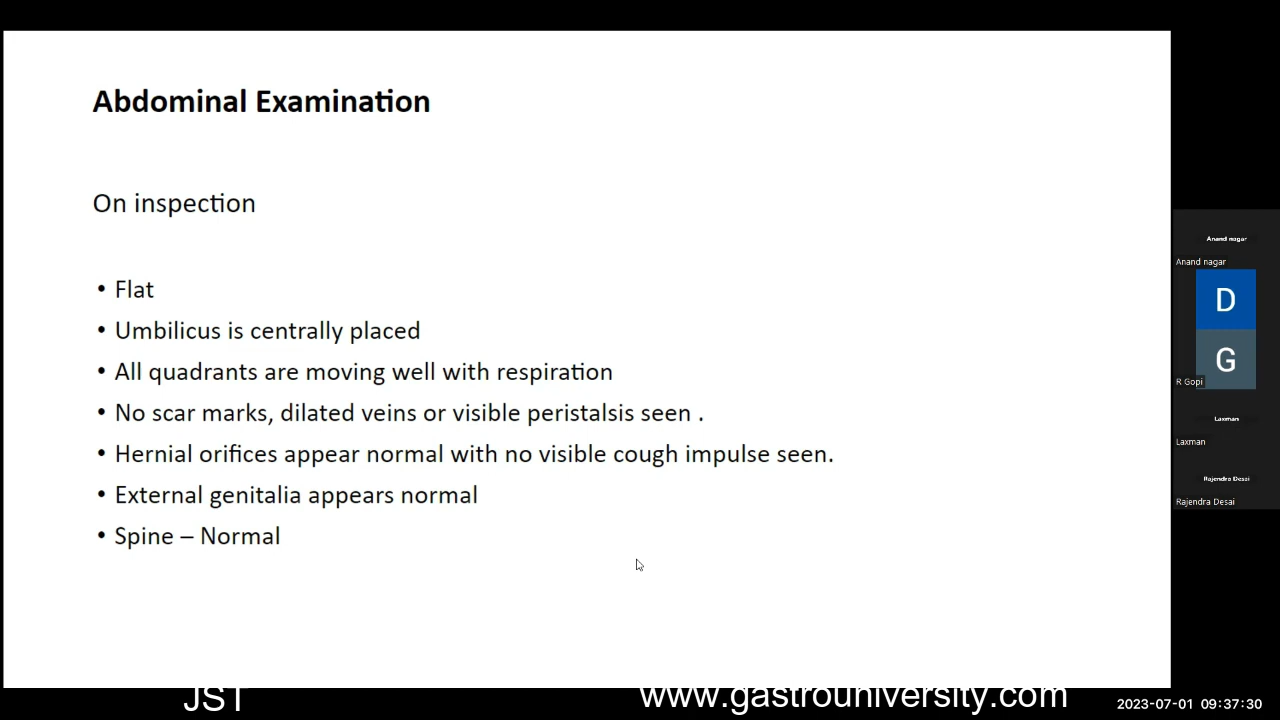 Abdominal Examination
On inspection
• Flat
• Umbilicus is centrally placed
• All quadrants are moving well with respiration
• No scar marks, dilated veins or visible peristalsis seen .
• Hernial orifices appear normal with no visible cough impulse seen.
• External genitalia appears normal
• Spine – Normal
Anand nagar
Anand nagar
D
G
R Gopi
Laxman
Laxman
Rajendra Desai
Rajendra Desai
JST
www.gastrouniversity.com
2023-07-01 09:37:30